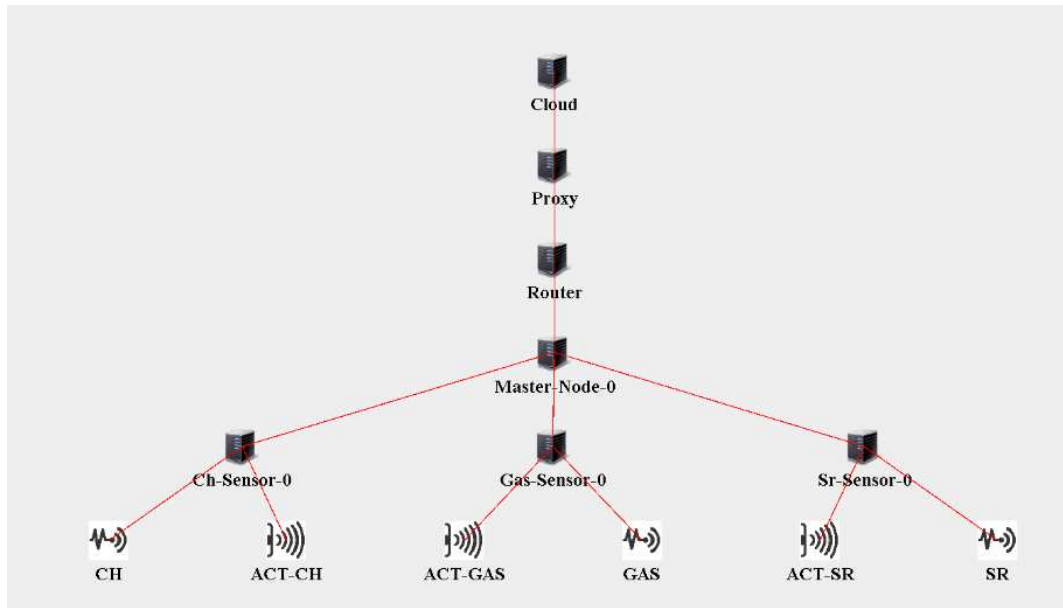 Cloud
Proxy
Router
Master-Node-0
Ch-Sensor-0 Gas-Sensor-0 Sr-Sensor-0
CH ACT-CH ACT-GAS GAS ACT-SR SR